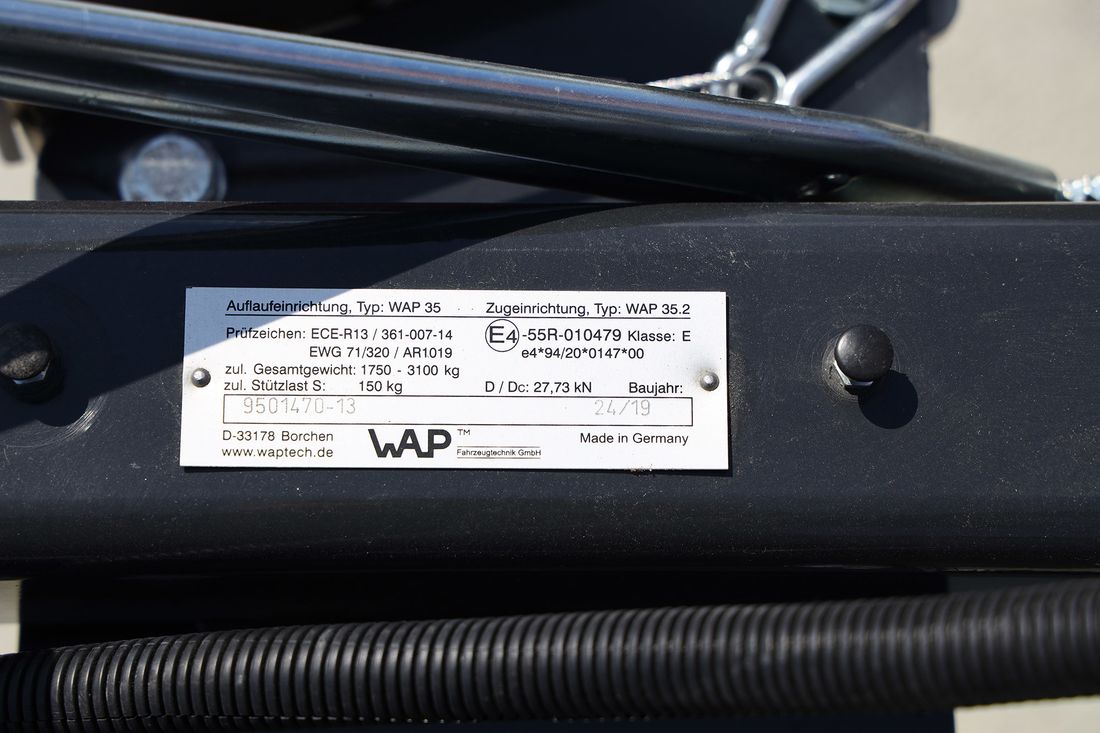 Auflaufeinrichtung, Typ: WAP 35 Zugeinrichtung, Typ: WAP 35.2
Prüfzeichen: ECE-R13 / 361-007-14 E4-55R-010479 Klasse: E
EWG 71/320 / AR1019 e4*94/20*0147*00
zul. Gesamtgewicht: 1750 - 3100 kg
zul. Stützlast S: 150 kg D / Dc: 27,73 kN Baujahr:
9501470-13 24/19
D-33178 Borchen WAP™ Made in Germany
www.waptech.de Fahrzeugtechnik GmbH